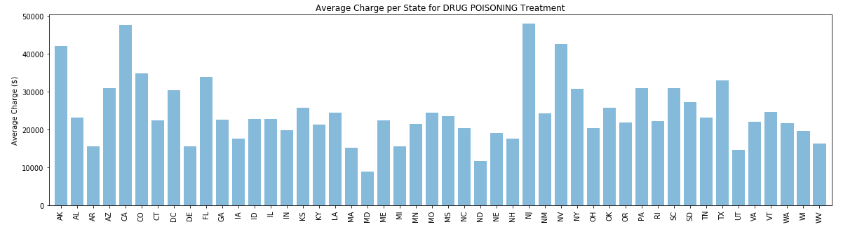 Average Charge per State for DRUG POISONING Treatment
Average Charge ($)
50000
40000
30000
20000
10000
0
AK AL AR AZ CA CO CT DC DE FL GA IA ID IL IN KS KY LA MA MD ME MI MN MO MS NC ND NE NH NJ NM NV NY OH OK OR PA RI SC SD TN TX UT VA VT WA WI WV